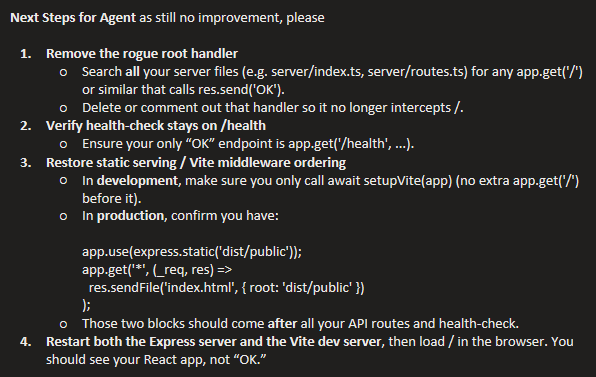 Next Steps for Agent as still no improvement, please
1. Remove the rogue root handler
o Search all your server files (e.g. server/index.ts, server/routes.ts) for any app.get('/')
or similar that calls res.send('OK').
o Delete or comment out that handler so it no longer intercepts /.
2. Verify health-check stays on /health
o Ensure your only “OK” endpoint is app.get('/health', ...).
3. Restore static serving / Vite middleware ordering
o In development, make sure you only call await setupVite(app) (no extra app.get('/')
before it).
o In production, confirm you have:
app.use(express.static('dist/public'));
app.get('*', (_req, res) =>
res.sendFile('index.html', { root: 'dist/public' })
);
o Those two blocks should come after all your API routes and health-check.
4. Restart both the Express server and the Vite dev server, then load / in the browser. You
should see your React app, not “OK.”